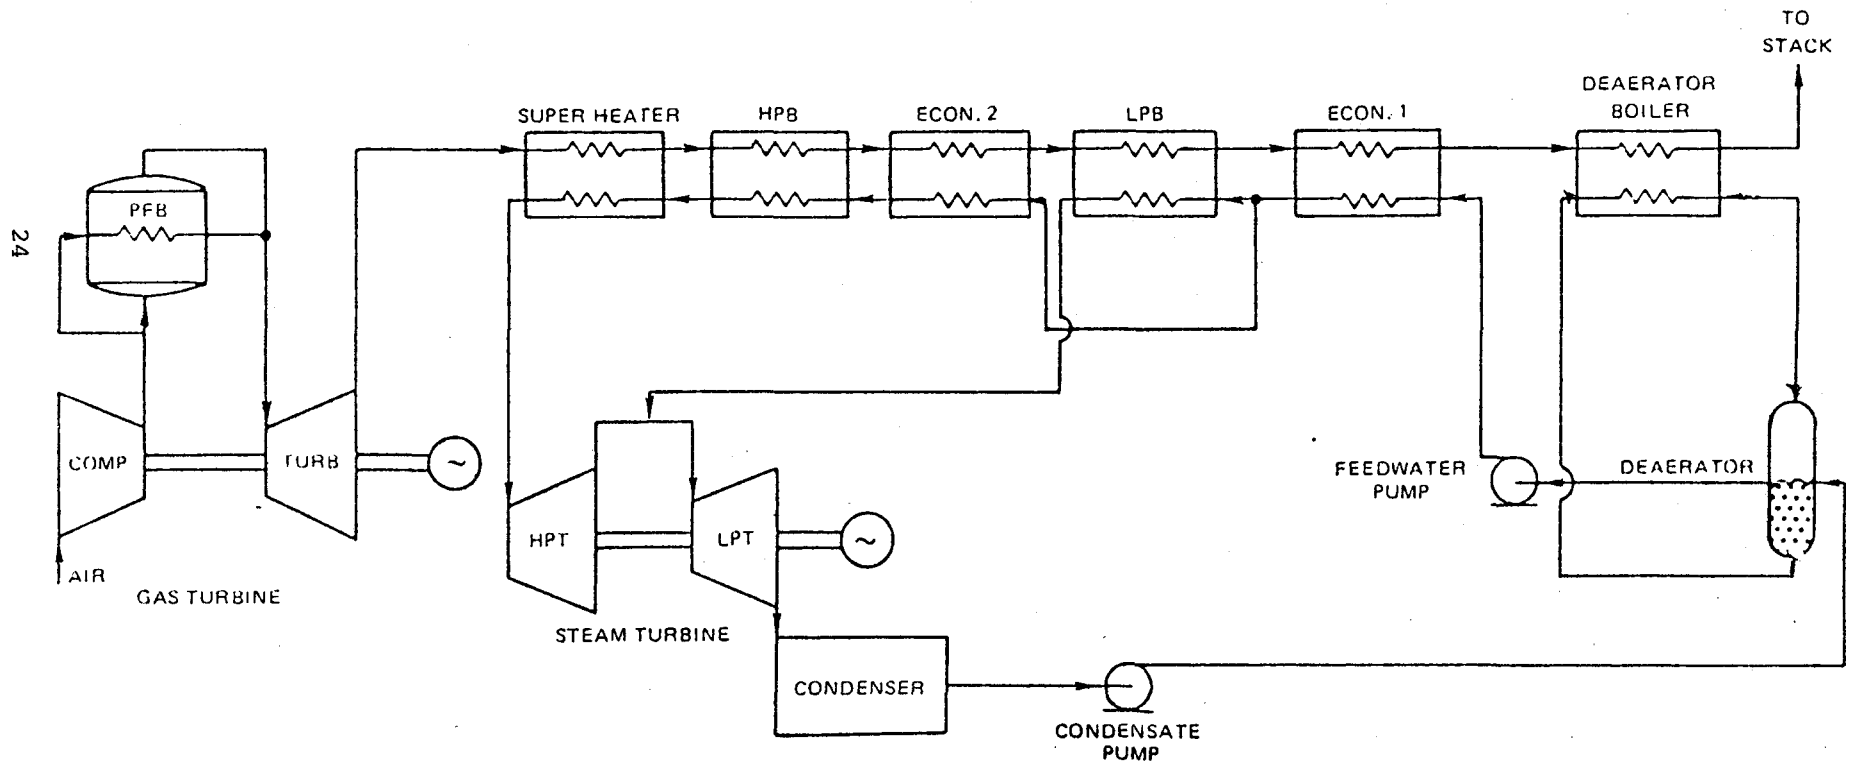 TO
STACK
DEAERATOR
BOILER
SUPER HEATER
HPB
ECON. 2
LPB
ECON. 1
PFB
24
COMP
TURB
~
FEEDWATER
PUMP
DEAERATOR
HPT
LPT
~
AIR
GAS TURBINE
STEAM TURBINE
CONDENSER
CONDENSATE
PUMP